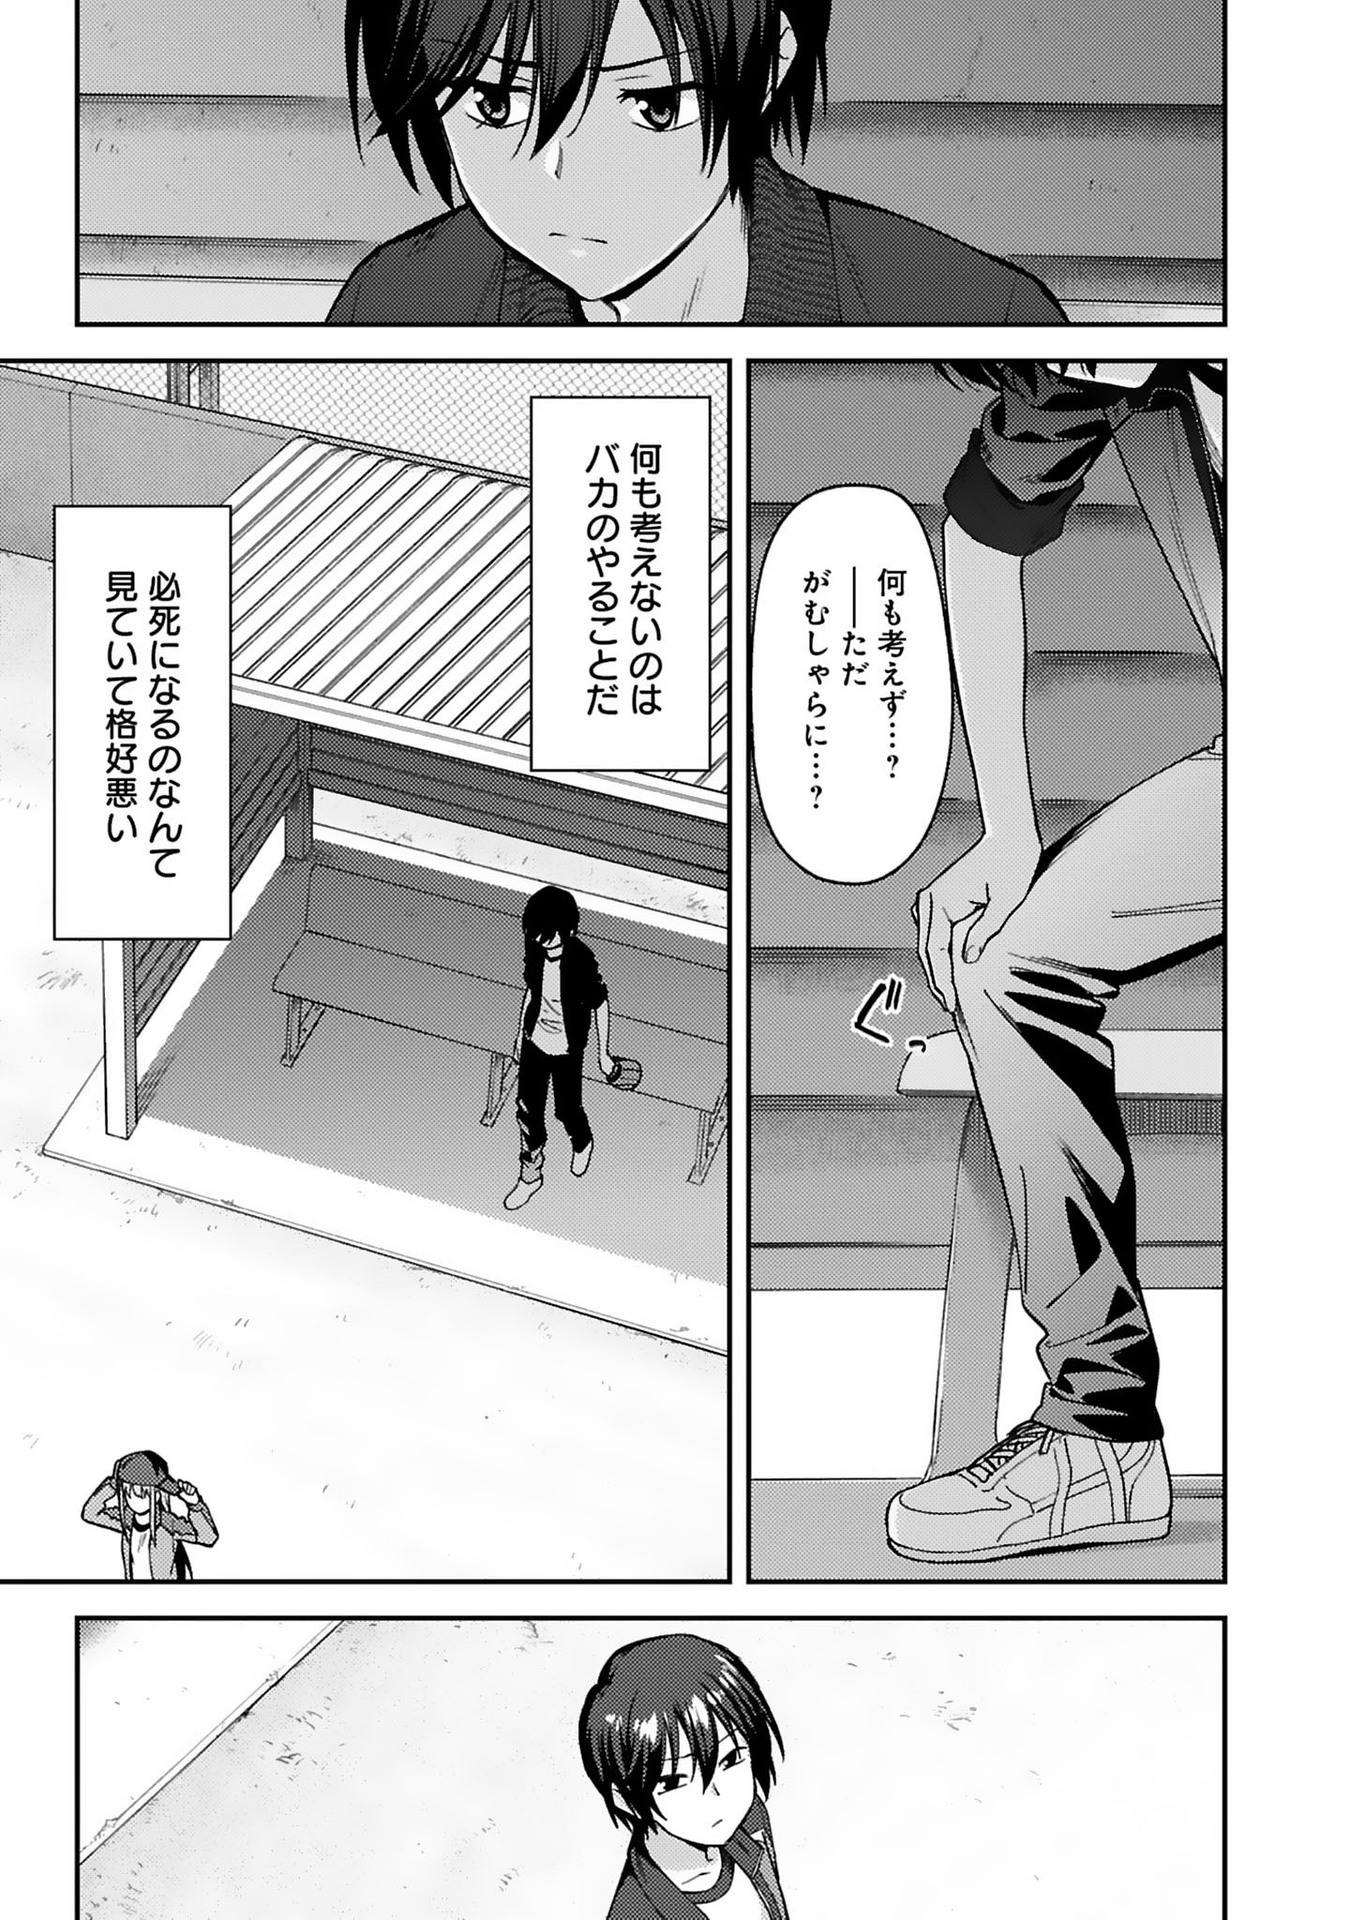 何も考えず…？
――ただ
がむしゃらに…？
ぐっ
何も考えないのは
バカのやることだ
必死になるのなんて
見ていて格好悪い